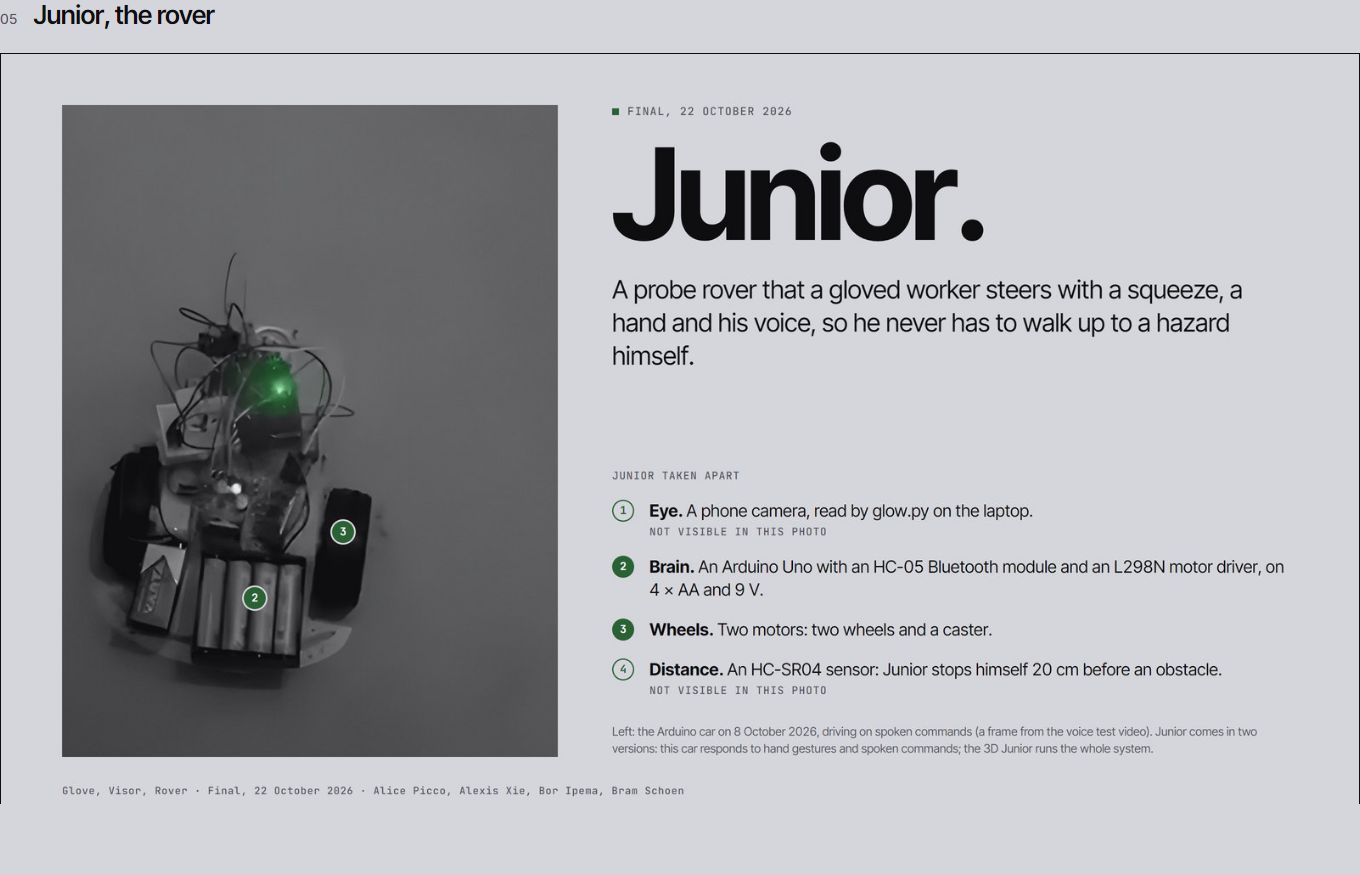 05 Junior, the rover
FINAL, 22 OCTOBER 2026
Junior.
A probe rover that a gloved worker steers with a squeeze, a
hand and his voice, so he never has to walk up to a hazard
himself.
3
2
JUNIOR TAKEN APART
1 Eye. A phone camera, read by glow.py on the laptop.
NOT VISIBLE IN THIS PHOTO
2 Brain. An Arduino Uno with an HC-05 Bluetooth module and an L298N motor driver, on
4 × AA and 9 V.
3 Wheels. Two motors: two wheels and a caster.
4 Distance. An HC-SR04 sensor: Junior stops himself 20 cm before an obstacle.
NOT VISIBLE IN THIS PHOTO
Left: the Arduino car on 8 October 2026, driving on spoken commands (a frame from the voice test video). Junior comes in two
versions: this car responds to hand gestures and spoken commands; the 3D Junior runs the whole system.
Glove, Visor, Rover · Final, 22 October 2026 · Alice Picco, Alexis Xie, Bor Ipema, Bram Schoen